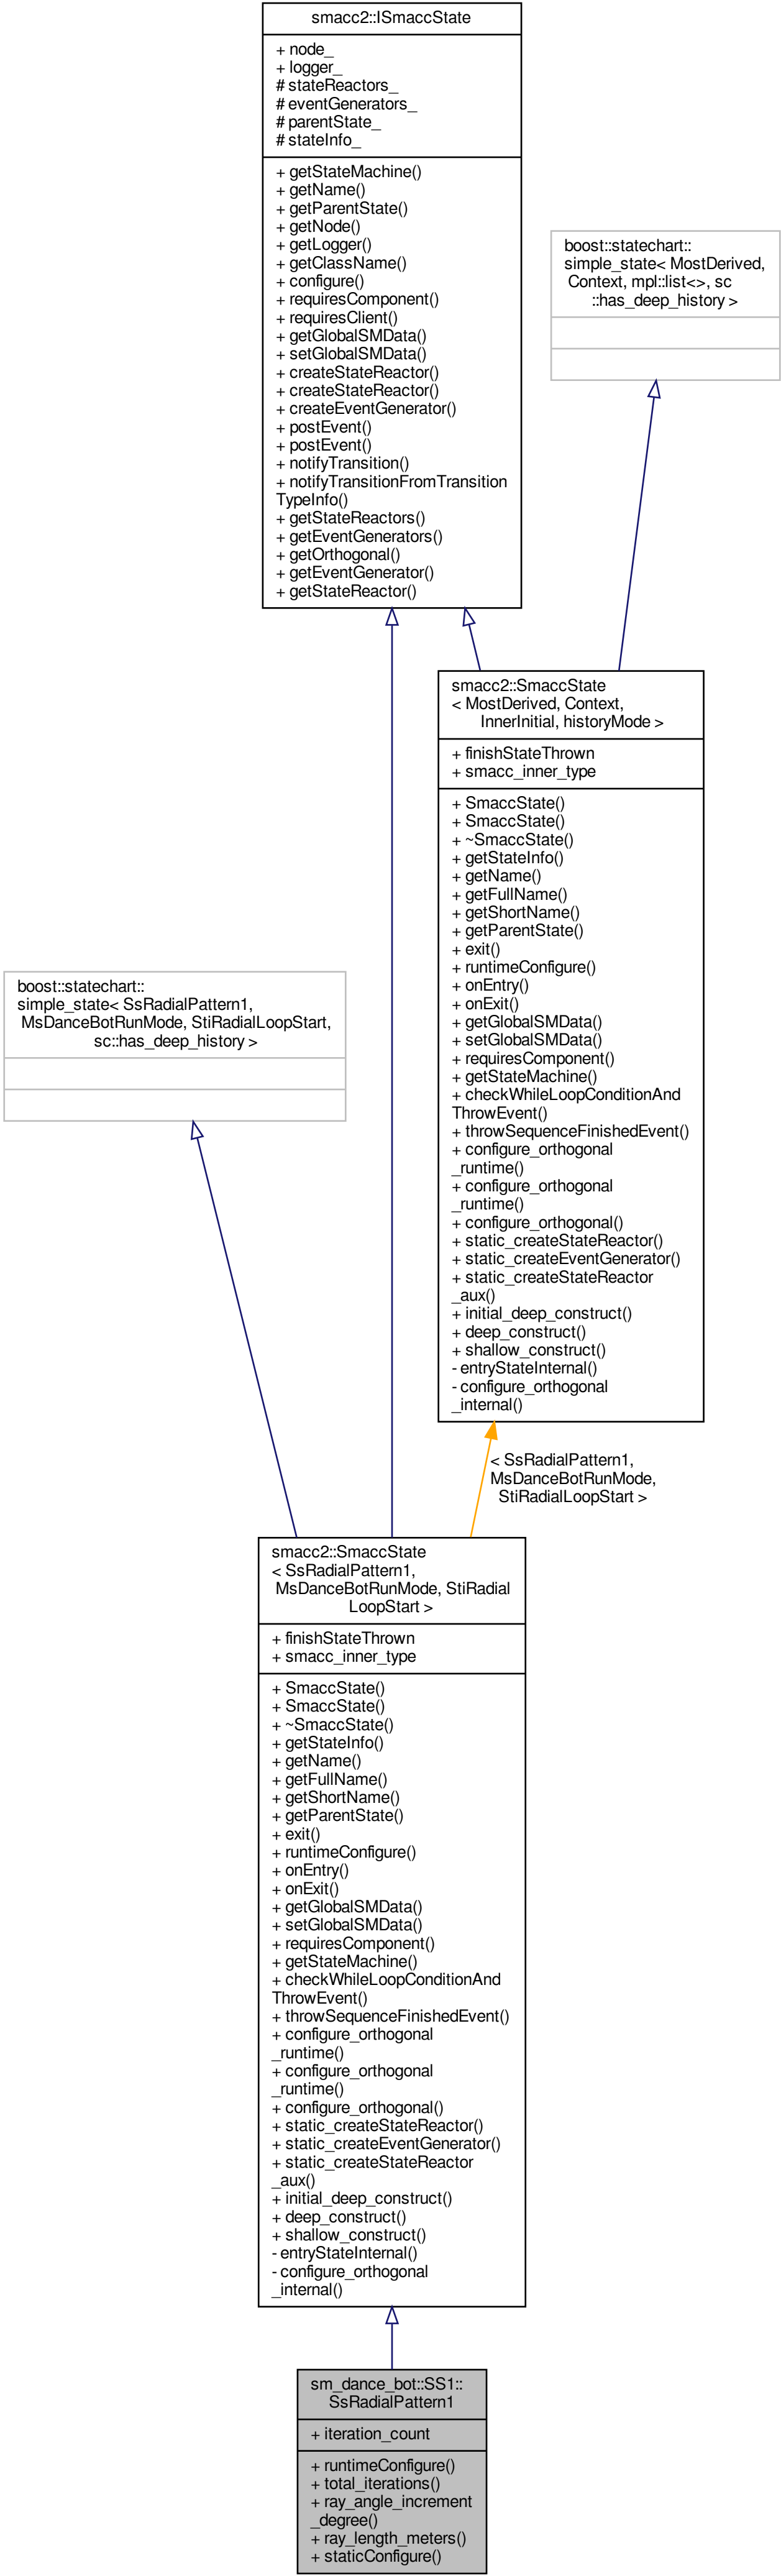 smacc2::ISmaccState
+ node_
+ logger_
# stateReactors_
# eventGenerators_
# parentState_
# stateInfo_
+ getStateMachine()
+ getName()
+ getParentState()
+ getNode()
+ getLogger()
+ getClassName()
+ configure()
+ requiresComponent()
+ requiresClient()
+ getGlobalSMData()
+ setGlobalSMData()
+ createStateReactor()
+ createStateReactor()
+ createEventGenerator()
+ postEvent()
+ postEvent()
+ notifyTransition()
+ notifyTransitionFromTransition
TypeInfo()
+ getStateReactors()
+ getEventGenerators()
+ getOrthogonal()
+ getEventGenerator()
+ getStateReactor()
boost::statechart::
simple_state< MostDerived,
Context, mpl::list<>, sc
::has_deep_history >
smacc2::SmaccState
< MostDerived, Context,
InnerInitial, historyMode >
+ finishStateThrown
+ smacc_inner_type
+ SmaccState()
+ SmaccState()
+ ~SmaccState()
+ getStateInfo()
+ getName()
+ getFullName()
+ getShortName()
+ getParentState()
+ exit()
+ runtimeConfigure()
+ onEntry()
+ onExit()
+ getGlobalSMData()
+ setGlobalSMData()
+ requiresComponent()
+ getStateMachine()
+ checkWhileLoopConditionAnd
ThrowEvent()
+ throwSequenceFinishedEvent()
+ configure_orthogonal
_runtime()
+ configure_orthogonal
_runtime()
+ configure_orthogonal()
+ static_createStateReactor()
+ static_createEventGenerator()
+ static_createStateReactor
_aux()
+ initial_deep_construct()
+ deep_construct()
+ shallow_construct()
- entryStateInternal()
- configure_orthogonal
_internal()
boost::statechart::
simple_state< SsRadialPattern1,
MsDanceBotRunMode, StiRadialLoopStart,
sc::has_deep_history >
< SsRadialPattern1,
MsDanceBotRunMode,
StiRadialLoopStart >
smacc2::SmaccState
< SsRadialPattern1,
MsDanceBotRunMode, StiRadial
LoopStart >
+ finishStateThrown
+ smacc_inner_type
+ SmaccState()
+ SmaccState()
+ ~SmaccState()
+ getStateInfo()
+ getName()
+ getFullName()
+ getShortName()
+ getParentState()
+ exit()
+ runtimeConfigure()
+ onEntry()
+ onExit()
+ getGlobalSMData()
+ setGlobalSMData()
+ requiresComponent()
+ getStateMachine()
+ checkWhileLoopConditionAnd
ThrowEvent()
+ throwSequenceFinishedEvent()
+ configure_orthogonal
_runtime()
+ configure_orthogonal
_runtime()
+ configure_orthogonal()
+ static_createStateReactor()
+ static_createEventGenerator()
+ static_createStateReactor
_aux()
+ initial_deep_construct()
+ deep_construct()
+ shallow_construct()
- entryStateInternal()
- configure_orthogonal
_internal()
sm_dance_bot::SS1::
SsRadialPattern1
+ iteration_count
+ runtimeConfigure()
+ total_iterations()
+ ray_angle_increment
_degree()
+ ray_length_meters()
+ staticConfigure()